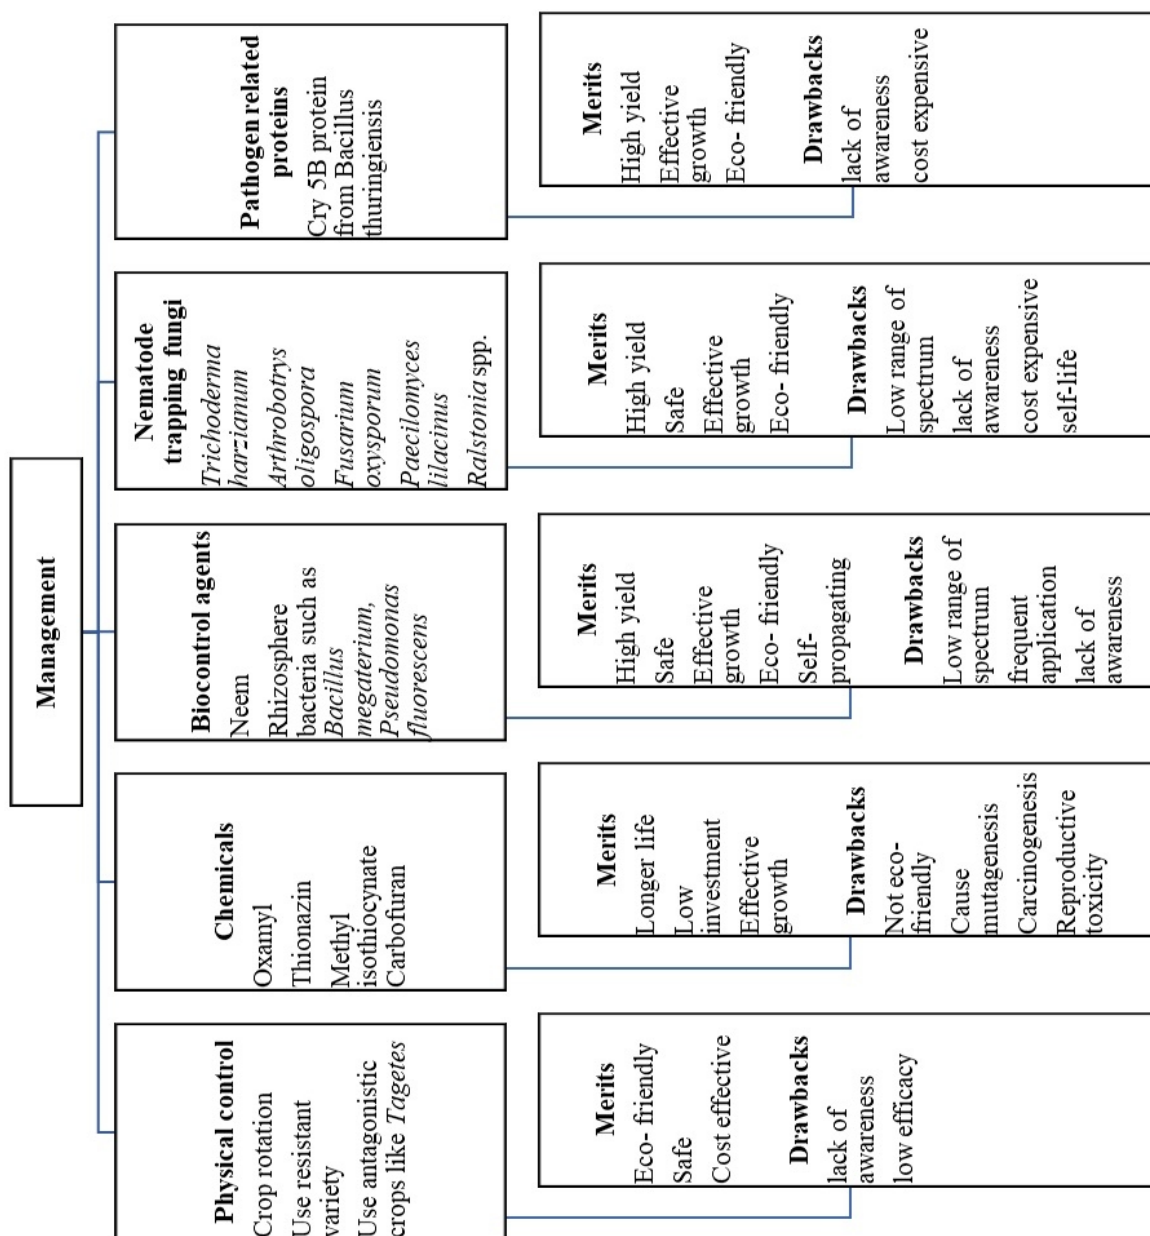 Management
Physical control
Crop rotation
Use resistant
variety
Use antagonistic
crops like Tagetes
Merits
Eco- friendly
Safe
Cost effective
Drawbacks
lack of
awareness
low efficacy
Chemicals
Oxamyl
Thionazin
Methyl
isothiocynate
Carbofuran
Merits
Longer life
Low
investment
Effective
growth
Drawbacks
Not eco-
friendly
Cause
mutagenesis
Carcinogenesis
Reproductive
toxicity
Biocontrol agents
Neem
Rhizosphere
bacteria such as
Bacillus
megaterium,
Pseudomonas
fluorescens
Merits
High yield
Safe
Effective
growth
Eco- friendly
Self-
propagating
Drawbacks
Low range of
spectrum
frequent
application
lack of
awareness
Nematode
trapping fungi
Trichoderma
harzianum
Arthrobotrys
oligospora
Fusarium
oxysporum
Paecilomyces
lilacinus
Ralstonia spp.
Merits
High yield
Safe
Effective
growth
Eco- friendly
Drawbacks
Low range of
spectrum
lack of
awareness
cost expensive
self-life
Pathogen related
proteins
Cry 5B protein
from Bacillus
thuringiensis
Merits
High yield
Effective
growth
Eco- friendly
Drawbacks
lack of
awareness
cost expensive